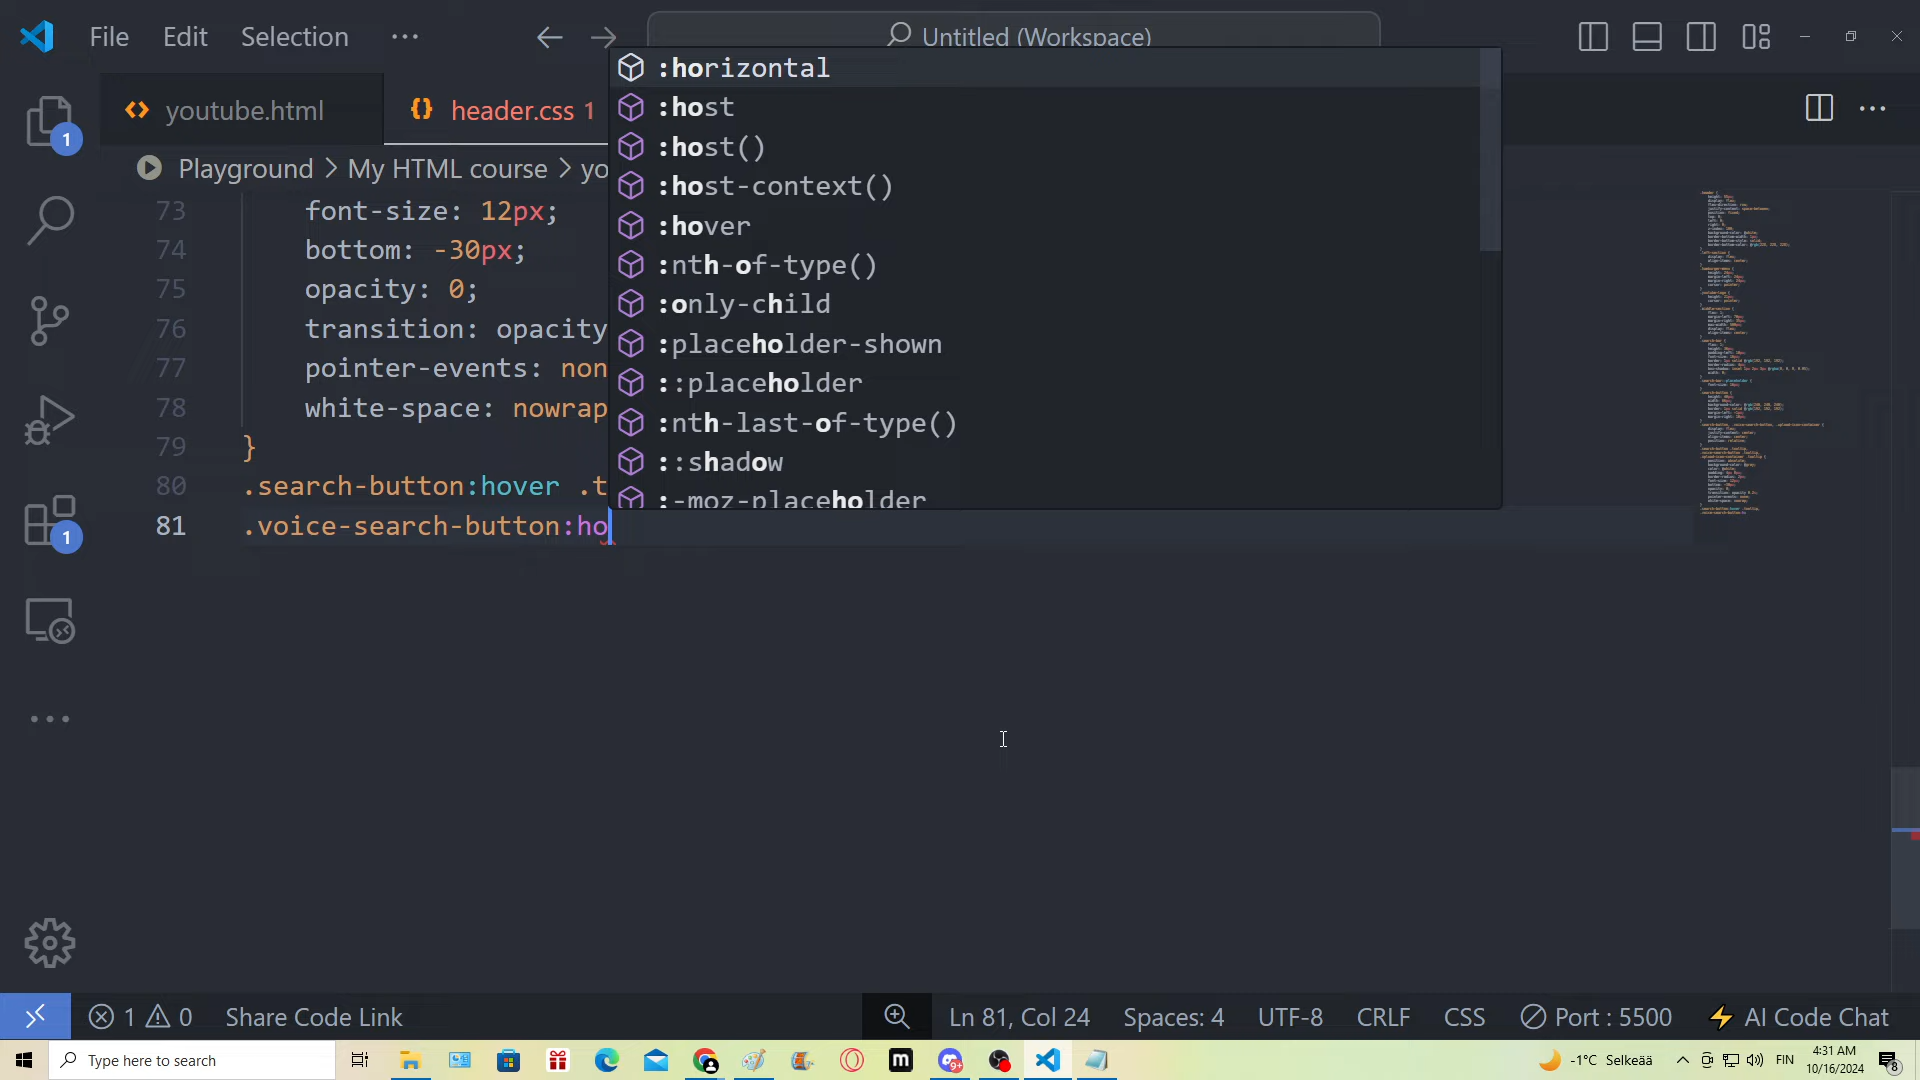 File Edit Selection ··· Untitled (Workspace)
youtube.html {} header.css 1
Playground > My HTML course > yo
73 font-size: 12px;
74 bottom: -30px;
75 opacity: 0;
76 transition: opacity
77 pointer-events: non
78 white-space: nowrap
79 }
80 .search-button:hover .t
81 .voice-search-button:ho
:horizontal
:host
:host()
:host-context()
:hover
:nth-of-type()
:only-child
:placeholder-shown
::placeholder
:nth-last-of-type()
::shadow
:-moz-placeholder
1
1
1 0 Share Code Link Ln 81, Col 24 Spaces: 4 UTF-8 CRLF CSS Port : 5500 AI Code Chat
Type here to search m 9+ -1°C Selkeää FIN 4:31 AM
10/16/2024 8